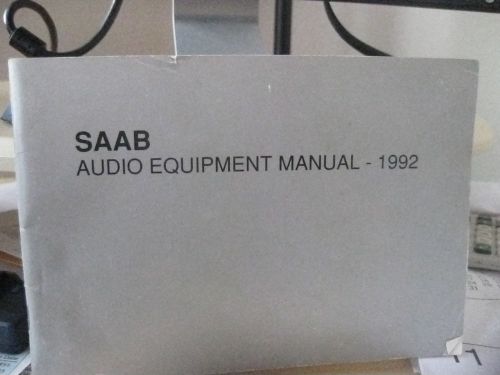 SAAB
AUDIO EQUIPMENT MANUAL - 1992